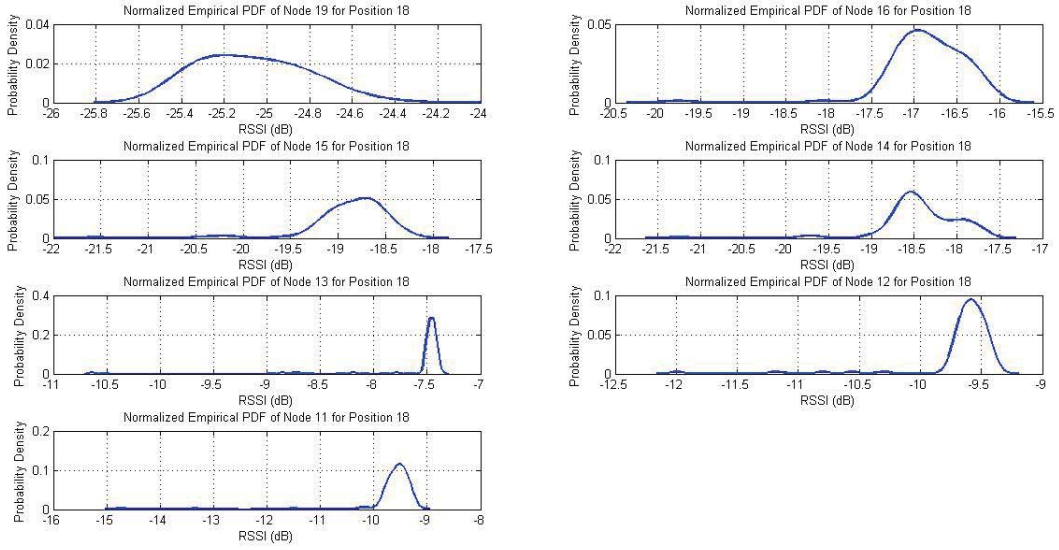 Normalized Empirical PDF of Node 19 for Position 18
Probability Density
0.04
0.02
0
-26 -25.8 -25.6 -25.4 -25.2 -25 -24.8 -24.6 -24.4 -24.2 -24
RSSI (dB)
Normalized Empirical PDF of Node 16 for Position 18
Probability Density
0.05
0
-20.5 -20 -19.5 -19 -18.5 -18 -17.5 -17 -16.5 -16 -15.5
RSSI (dB)
Normalized Empirical PDF of Node 15 for Position 18
Probability Density
0.1
0.05
0
-22 -21.5 -21 -20.5 -20 -19.5 -19 -18.5 -18 -17.5
RSSI (dB)
Normalized Empirical PDF of Node 14 for Position 18
Probability Density
0.1
0.05
0
-22 -21.5 -21 -20.5 -20 -19.5 -19 -18.5 -18 -17.5 -17
RSSI (dB)
Normalized Empirical PDF of Node 13 for Position 18
Probability Density
0.4
0.2
0
-11 -10.5 -10 -9.5 -9 -8.5 -8 -7.5 -7
RSSI (dB)
Normalized Empirical PDF of Node 12 for Position 18
Probability Density
0.1
0.05
0
-12.5 -12 -11.5 -11 -10.5 -10 -9.5 -9
RSSI (dB)
Normalized Empirical PDF of Node 11 for Position 18
Probability Density
0.2
0.1
0
-16 -15 -14 -13 -12 -11 -10 -9 -8
RSSI (dB)